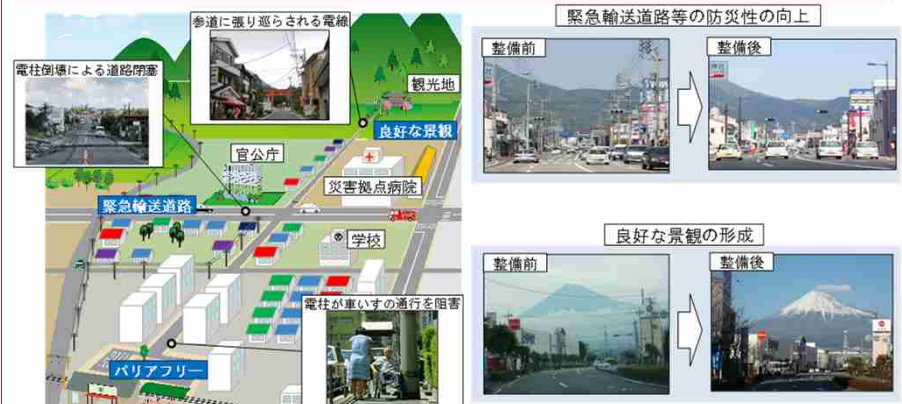 参道に張り巡らされる電線
電柱倒壊による道路閉塞
観光地
良好な景観
官公庁
災害拠点病院
緊急輸送道路
学校
電柱が車いすの通行を阻害
バリアフリー
緊急輸送道路等の防災性の向上
整備前
整備後
良好な景観の形成
整備前
整備後